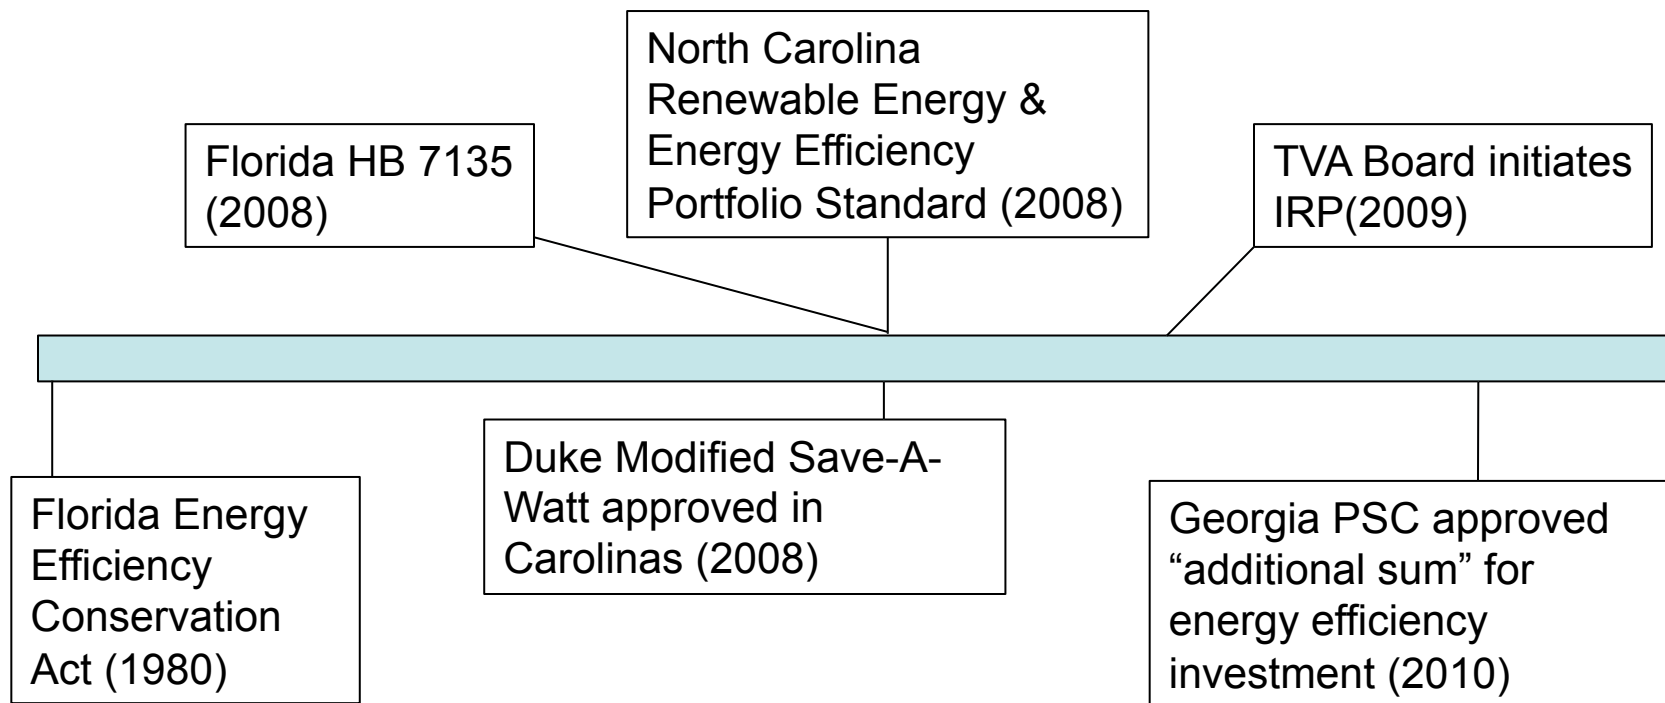 North Carolina
Renewable Energy &
Energy Efficiency
Portfolio Standard (2008)
Florida HB 7135
(2008)
TVA Board initiates
IRP(2009)
Florida Energy
Efficiency
Conservation
Act (1980)
Duke Modified Save-A-
Watt approved in
Carolinas (2008)
Georgia PSC approved
“additional sum” for
energy efficiency
investment (2010)